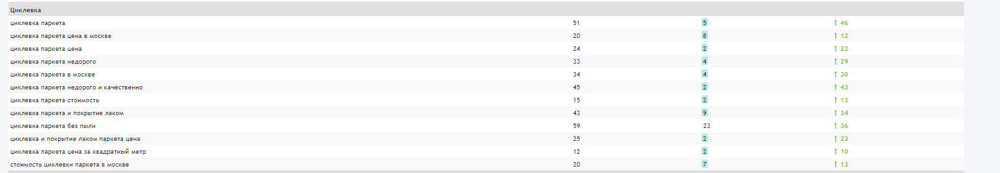 Циклевка
циклевка паркета 51 5 ↑ 46
циклевка паркета цена в москве 20 8 ↑ 12
циклевка паркета цена 24 2 ↑ 22
циклевка паркета недорого 33 4 ↑ 29
циклевка паркета в москве 34 4 ↑ 30
циклевка паркета недорого и качественно 45 2 ↑ 43
циклевка паркета стоимость 15 2 ↑ 13
циклевка паркета и покрытие лаком 43 9 ↑ 34
циклевка паркета без пыли 59 23 ↑ 36
циклевка и покрытие лаком паркета цена 25 2 ↑ 23
циклевка паркета цена за квадратный метр 12 2 ↑ 10
стоимость циклевки паркета в москве 20 7 ↑ 13